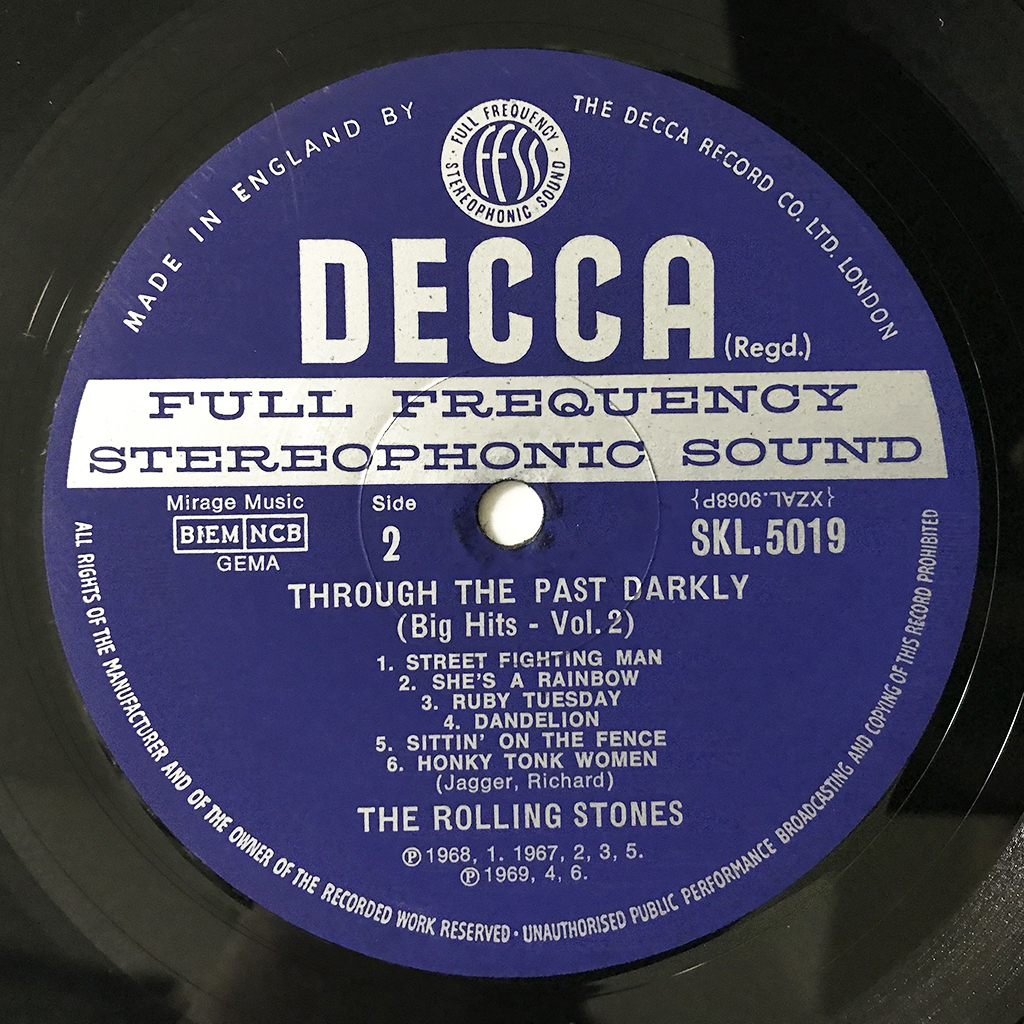 MADE IN ENGLAND BY
THE DECCA RECORD CO. LTD. LONDON
FULL FREQUENCY
FFSS
STEREOPHONIC SOUND
DECCA
(Regd.)
FULL FREQUENCY
STEREOPHONIC SOUND
Mirage Music
BIEM NCB
GEMA
Side
2
{XZAL.9068P}
SKL.5019
THROUGH THE PAST DARKLY
(Big Hits - Vol. 2)
1. STREET FIGHTING MAN
2. SHE'S A RAINBOW
3. RUBY TUESDAY
4. DANDELION
5. SITTIN' ON THE FENCE
6. HONKY TONK WOMEN
(Jagger, Richard)
THE ROLLING STONES
℗ 1968, 1. 1967, 2, 3, 5.
℗ 1969, 4, 6.
ALL RIGHTS OF THE MANUFACTURER AND OF THE OWNER OF THE RECORDED WORK RESERVED · UNAUTHORISED PUBLIC PERFORMANCE BROADCASTING AND COPYING OF THIS RECORD PROHIBITED